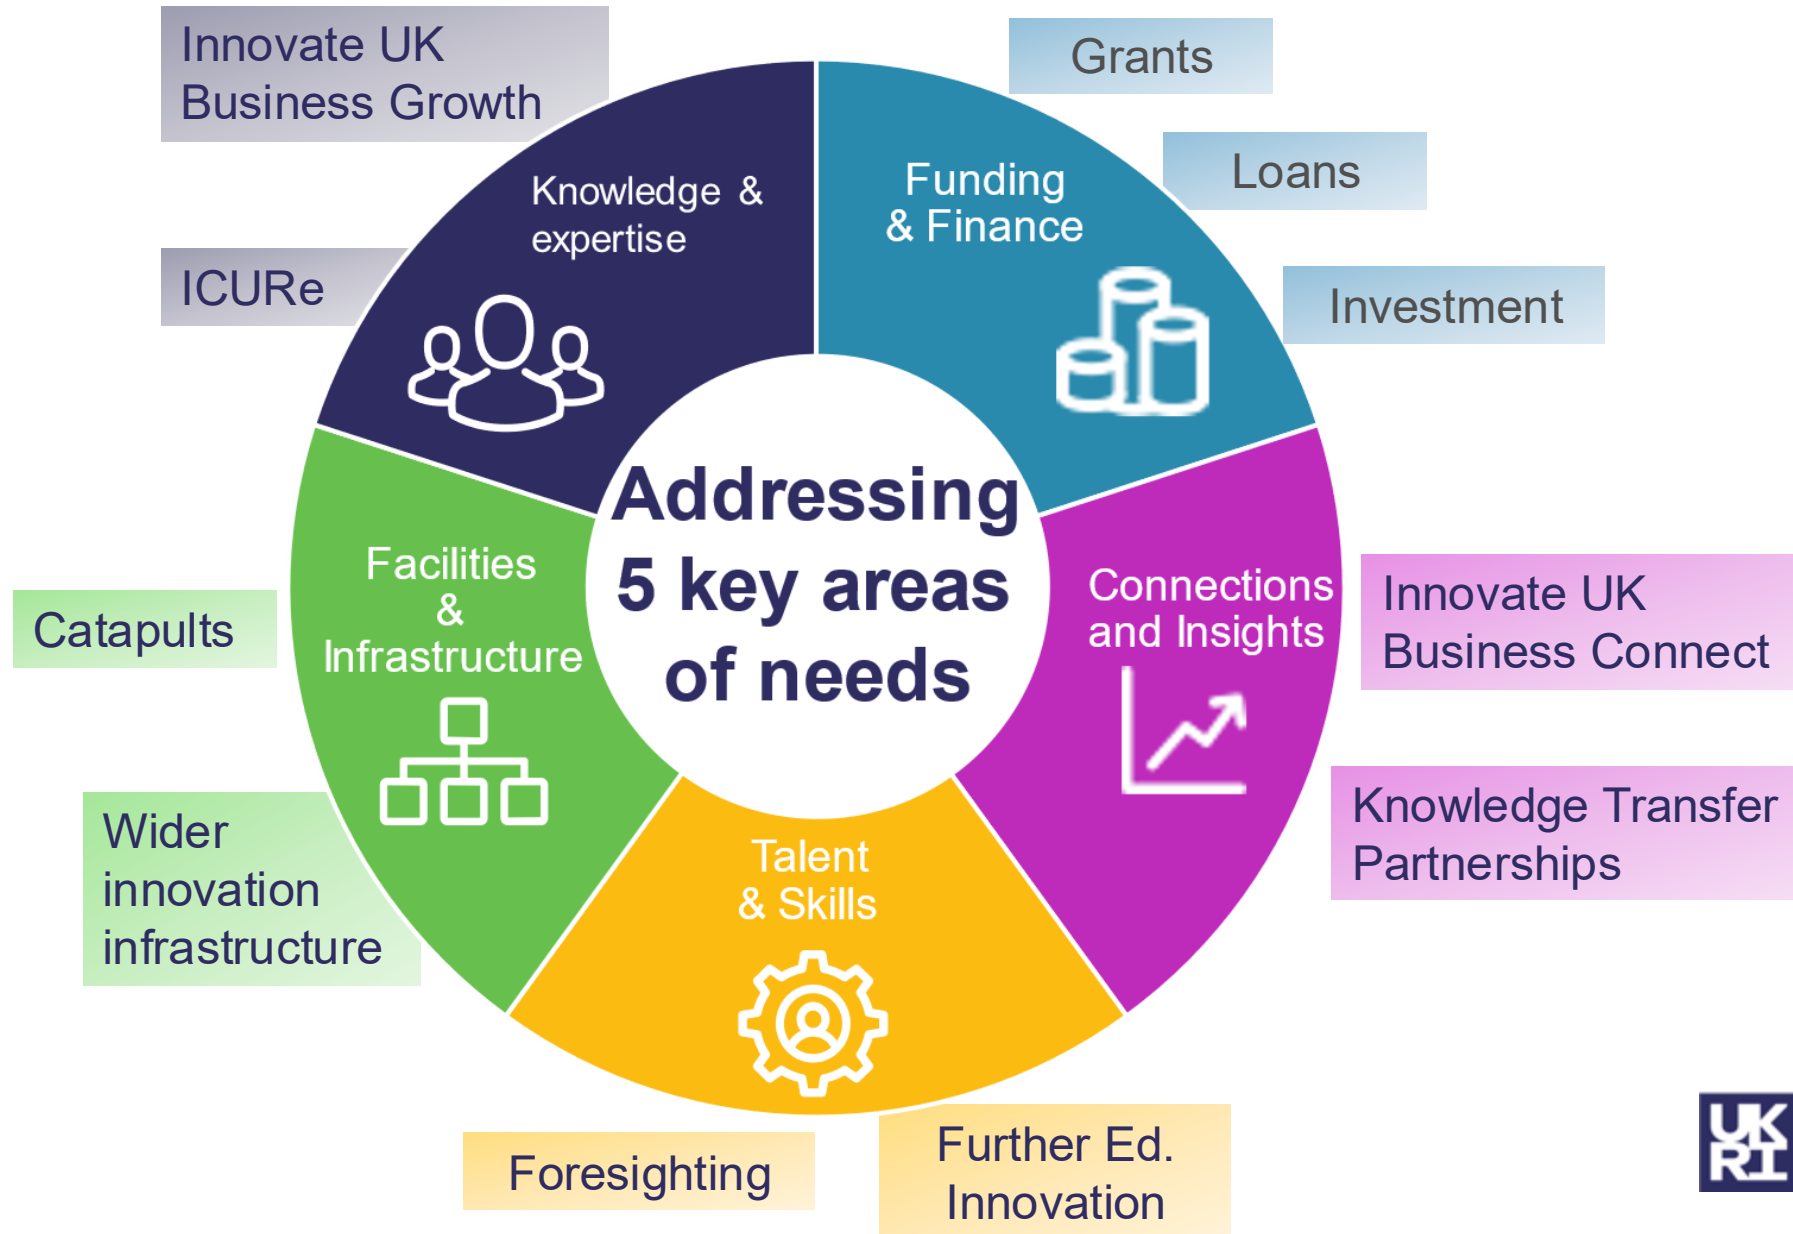 Innovate UK
Business Growth
Grants
Loans
Knowledge &
expertise
Funding
& Finance
ICURe
Investment
Addressing
5 key areas
of needs
Facilities
&
Infrastructure
Connections
and Insights
Innovate UK
Business Connect
Catapults
Knowledge Transfer
Partnerships
Wider
innovation
infrastructure
Talent
& Skills
Foresighting
Further Ed.
Innovation
UK
RI